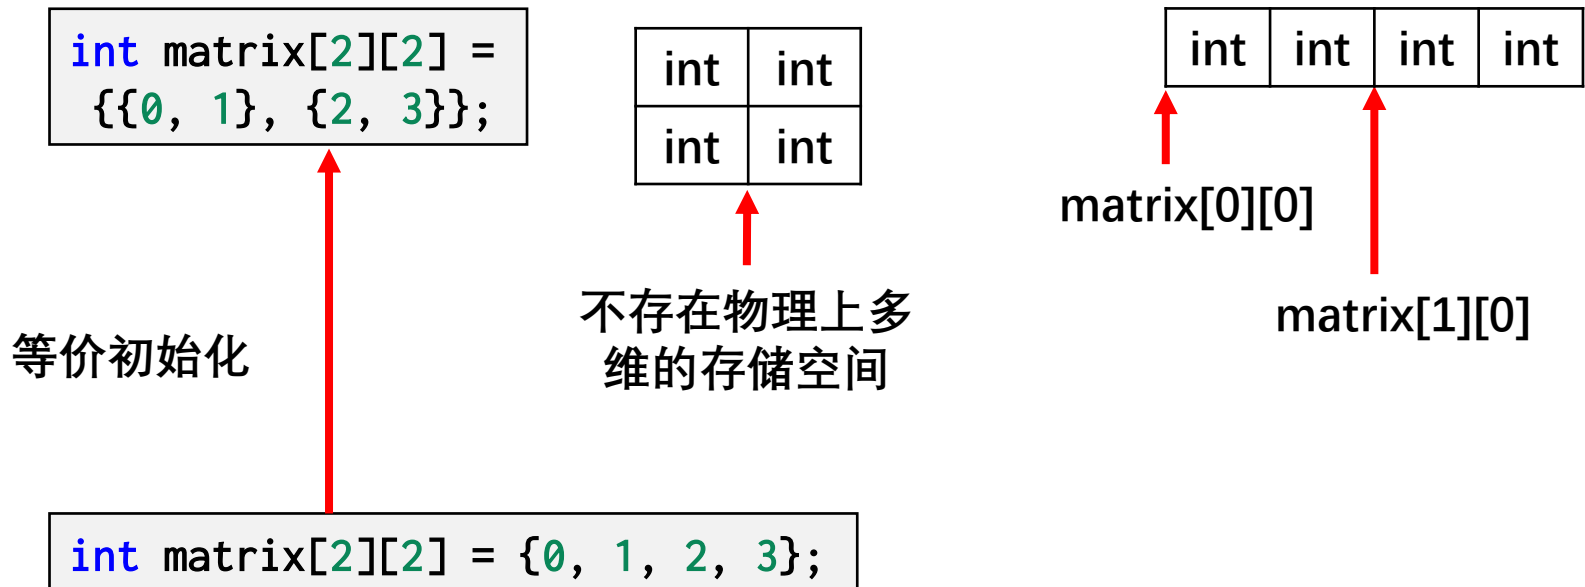 int matrix[2][2] =
{{0, 1}, {2, 3}};
int int
int int
int int int int
matrix[0][0]
matrix[1][0]
不存在物理上多
维的存储空间
等价初始化
int matrix[2][2] = {0, 1, 2, 3};